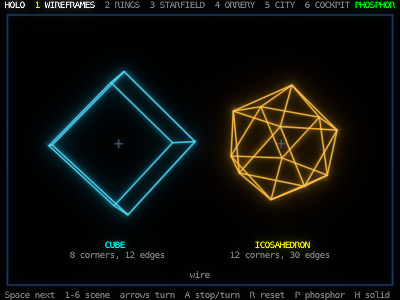 HOLO 1 WIREFRAMES 2 RINGS 3 STARFIELD 4 ORRERY 5 CITY 6 COCKPIT PHOSPHOR
CUBE
8 corners, 12 edges
ICOSAHEDRON
12 corners, 30 edges
wire
Space next 1-6 scene arrows turn A stop/turn R reset P phosphor H solid